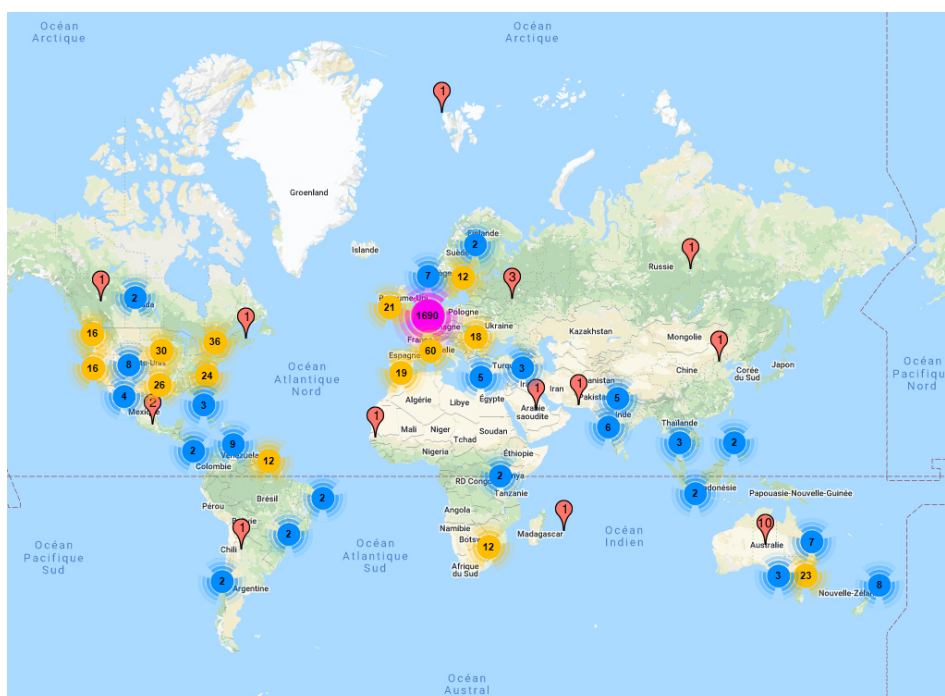 Océan
Arctique
Océan
Arctique
1
Groenland
Islande
Finlande
Suède
2
7
12
3
1
Russie
1
2
Canada
1
21
Royaume-Uni
1690
Pologne
Ukraine
Kazakhstan
Mongolie
1
16
30
36
France
60
Italie
18
Espagne
16
8
26
24
19
5
Turquie
3
Chine
Corée
du Sud
Japon
Océan
Atlantique
Nord
Océan
Pacifique
Nord
4
3
2
Mexique
Algérie
Libye
Égypte
1
Arabie
saoudite
Iran
1
Pakistan
5
Inde
6
Thaïlande
3
2
1
Mali
Niger
Tchad
Soudan
Nigeria
Éthiopie
2
9
Venezuela
12
Colombie
RD Congo
2
Kenya
Tanzanie
2
Indonésie
Papouasie-Nouvelle-Guinée
Brésil
2
Pérou
Bolivie
1
2
Chili
Angola
Namibie
Botswana
12
Afrique
du Sud
Madagascar
1
Océan
Indien
10
Australie
7
3
23
8
Nouvelle-Zélande
Océan
Pacifique
Sud
Océan
Atlantique
Sud
2
Argentine
Océan
Austral